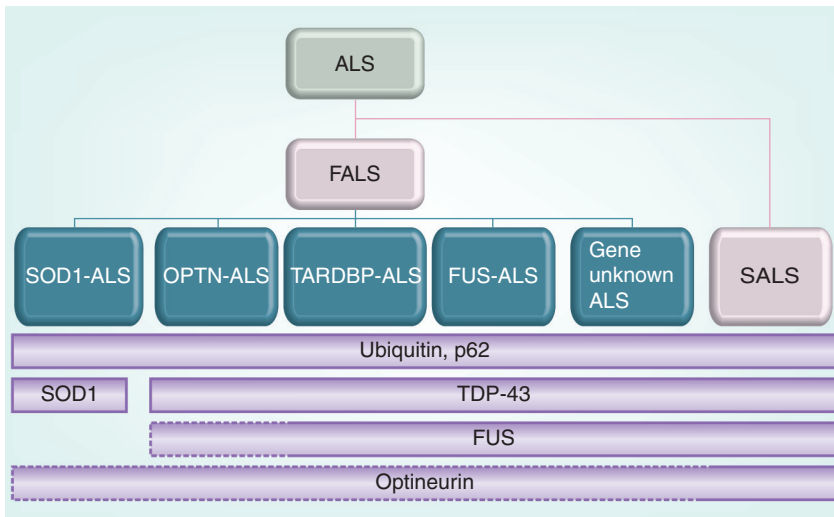 ALS
FALS
SOD1-ALS
OPTN-ALS
TARDBP-ALS
FUS-ALS
Gene
unknown
ALS
SALS
Ubiquitin, p62
SOD1
TDP-43
FUS
Optineurin